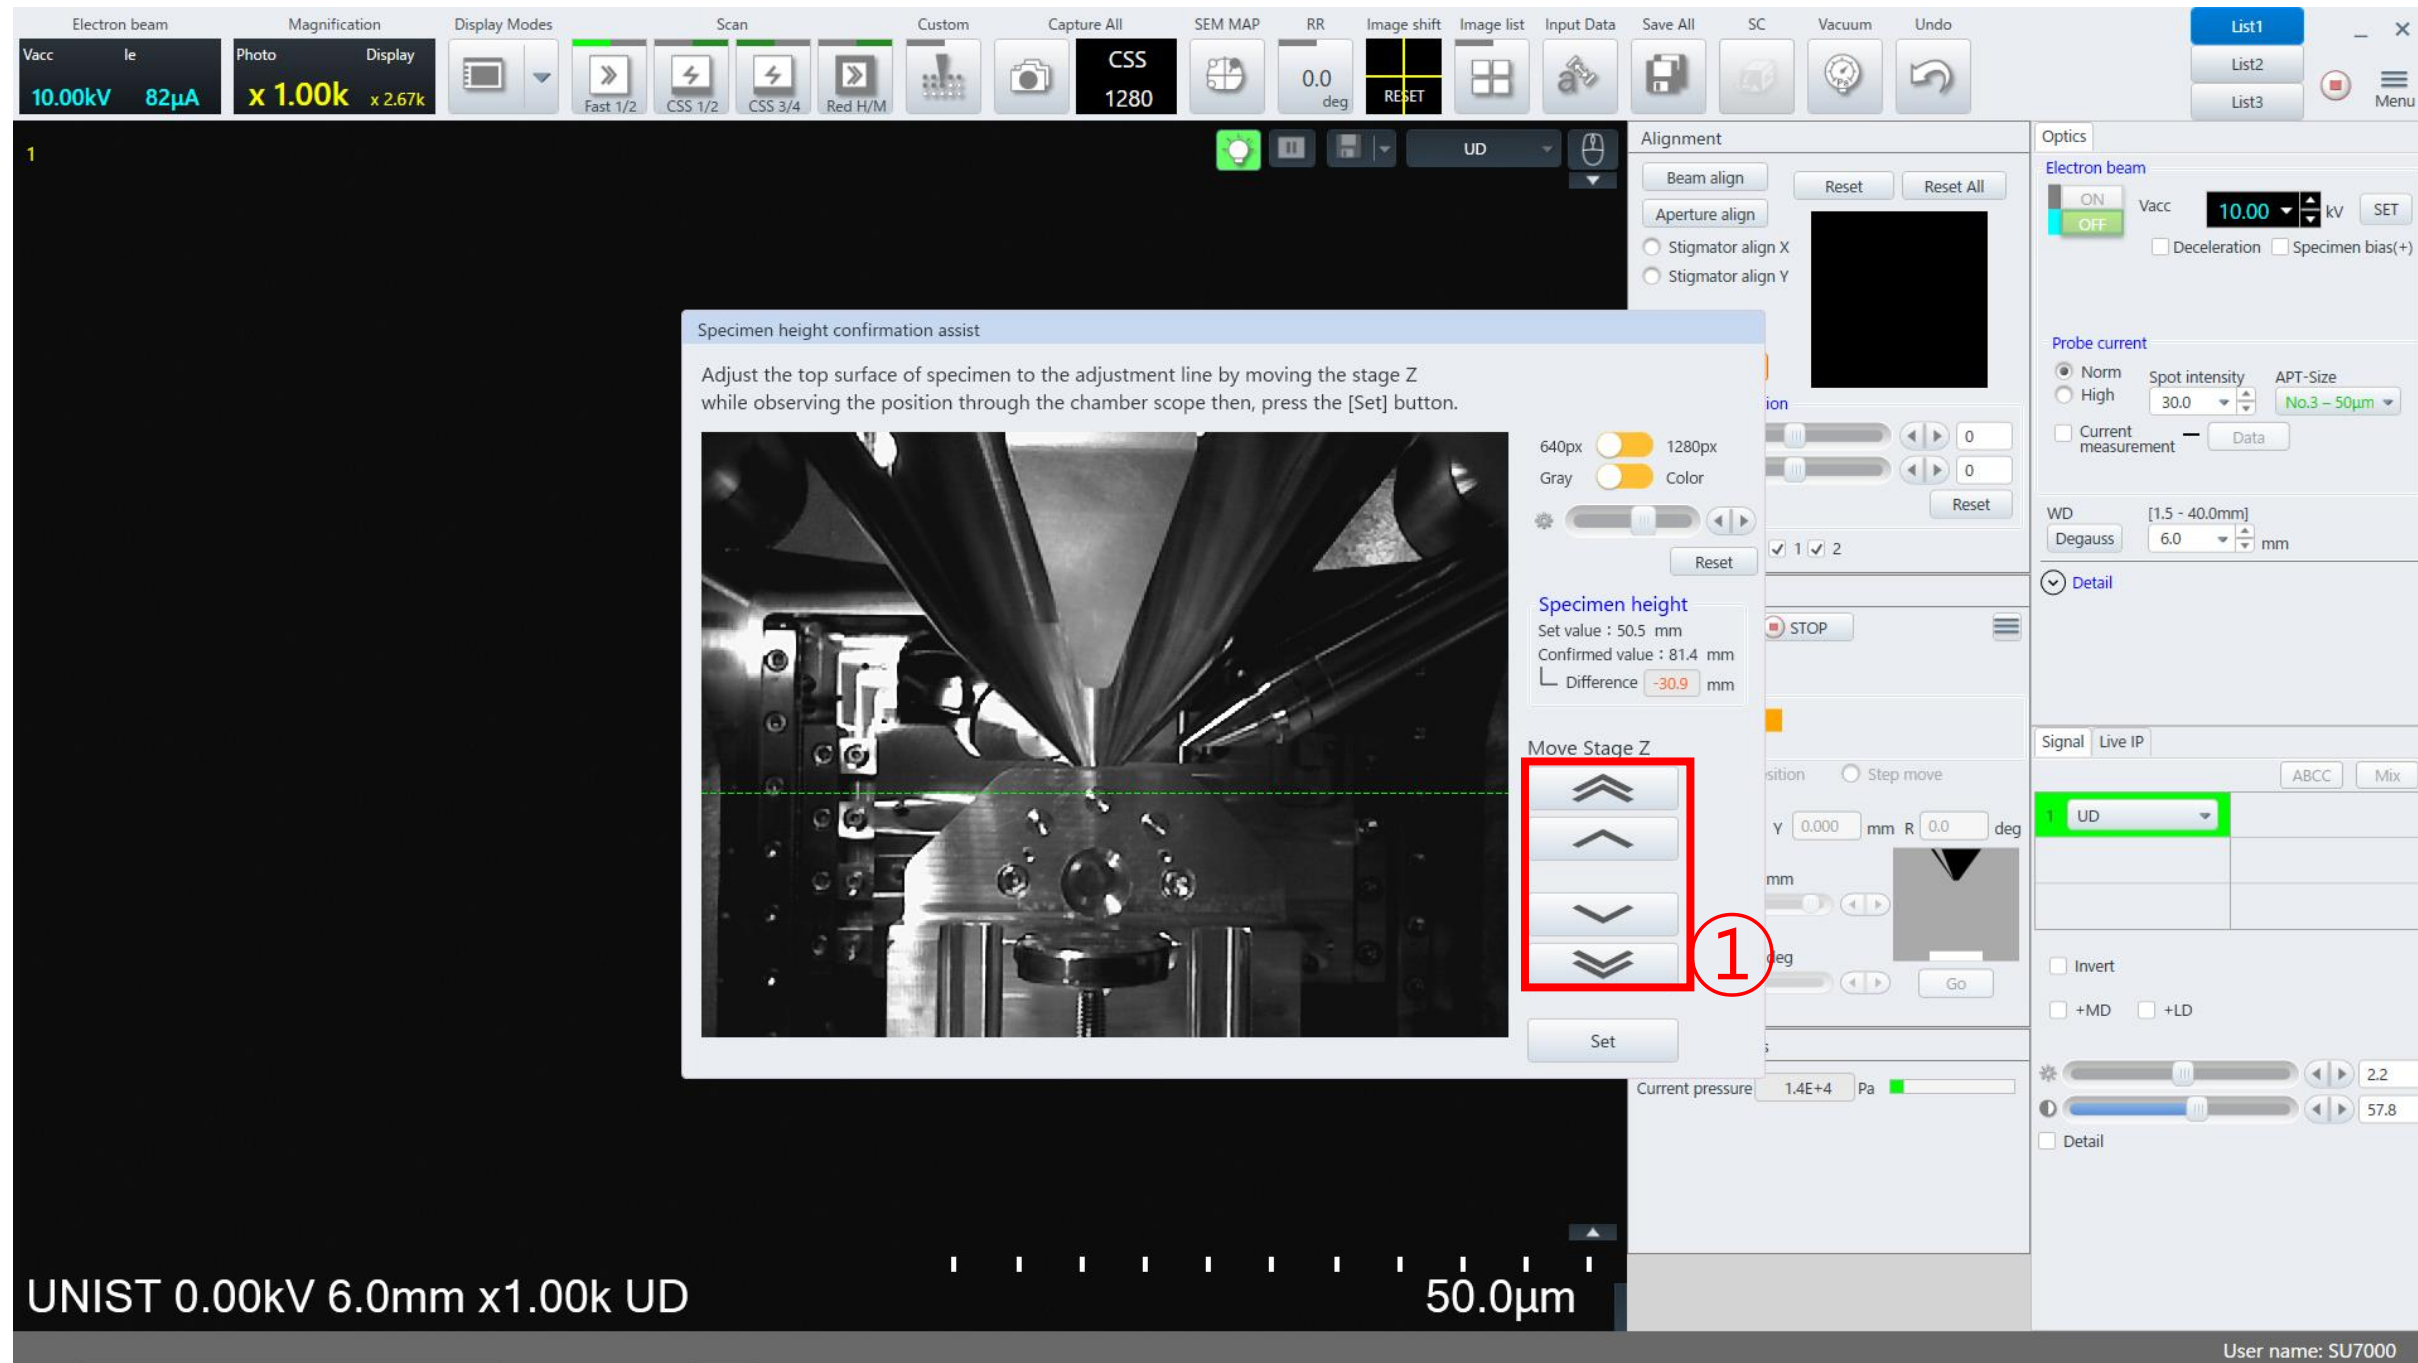 Electron beam
Magnification
Display Modes
Scan
Custom
Capture All
SEM MAP
RR
Image shift
Image list
Input Data
Save All
SC
Vacuum
Undo
List1
List2
List3
Menu
Vacc Ie
10.00kV 82μA
Photo Display
x 1.00k x 2.67k
Fast 1/2
CSS 1/2
CSS 3/4
Red H/M
CSS
1280
0.0
deg
RESET
1
UD
Alignment
Beam align
Reset
Reset All
Aperture align
Stigmator align X
Stigmator align Y
Specimen height confirmation assist
Adjust the top surface of specimen to the adjustment line by moving the stage Z
while observing the position through the chamber scope then, press the [Set] button.
640px 1280px
Gray Color
Reset
Specimen height
Set value : 50.5 mm
Confirmed value : 81.4 mm
Difference -30.9 mm
Move Stage Z
①
Set
ion
0
0
Reset
1 2
STOP
sition
Step move
Y 0.000 mm R 0.0 deg
mm
deg
Go
s
Current pressure 1.4E+4 Pa
Optics
Electron beam
ON
OFF
Vacc 10.00 kV SET
Deceleration Specimen bias(+)
Probe current
Norm
High
Spot intensity APT-Size
30.0 No.3 – 50μm
Current
measurement
Data
WD [1.5 - 40.0mm]
Degauss 6.0 mm
Detail
Signal Live IP
ABCC Mix
1 UD
Invert
+MD +LD
2.2
57.8
Detail
UNIST 0.00kV 6.0mm x1.00k UD
50.0μm
User name: SU7000